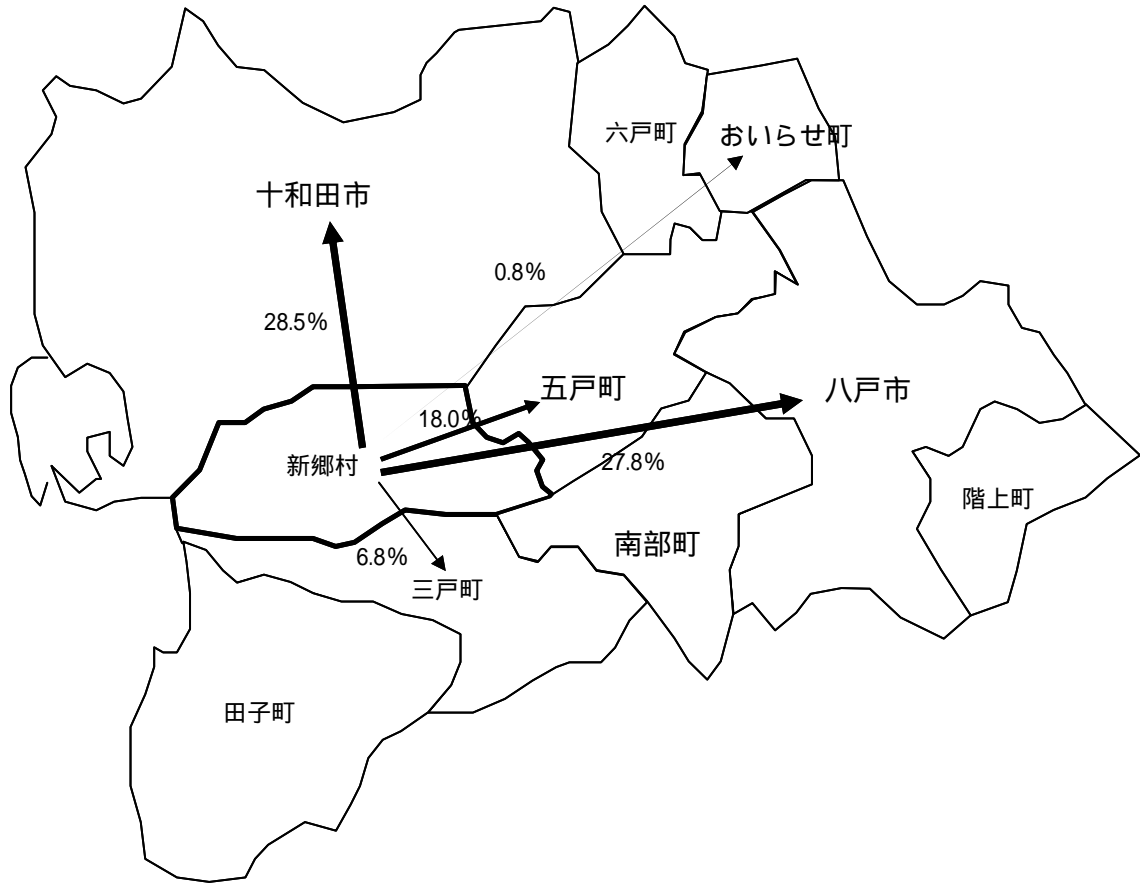 六戸町
おいらせ町
十和田市
0.8%
28.5%
五戸町
八戸市
18.0%
新郷村
27.8%
階上町
南部町
6.8%
三戸町
田子町